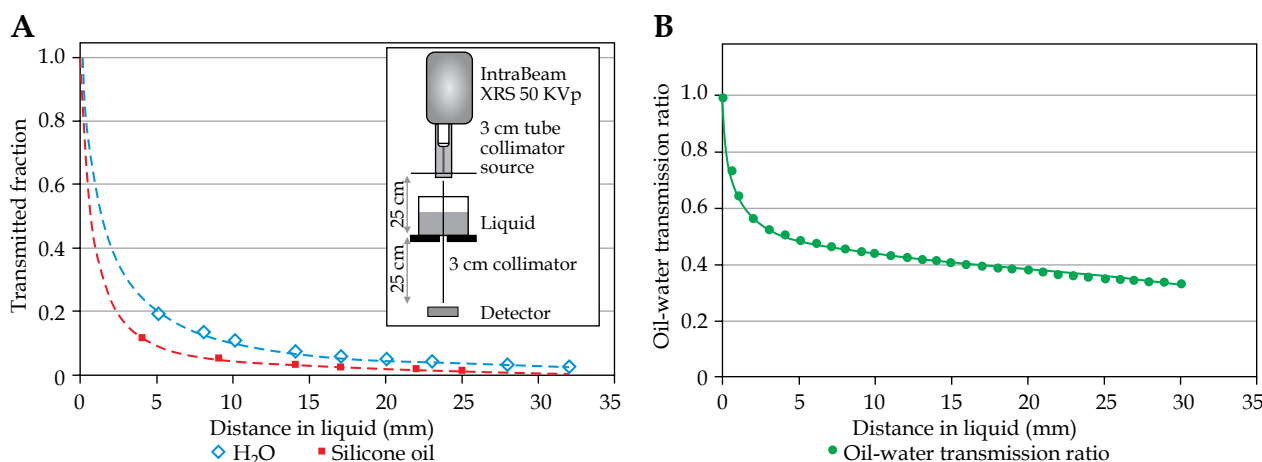 A
Transmitted fraction
1.0
0.8
0.6
0.4
0.2
0
0 5 10 15 20 25 30 35
Distance in liquid (mm)
H₂O Silicone oil
IntraBeam
XRS 50 KVp
3 cm tube
collimator
source
25 cm
Liquid
25 cm
3 cm collimator
Detector
B
Oil-water transmission ratio
1.0
0.8
0.6
0.4
0.2
0
0 5 10 15 20 25 30 35
Distance in liquid (mm)
Oil-water transmission ratio